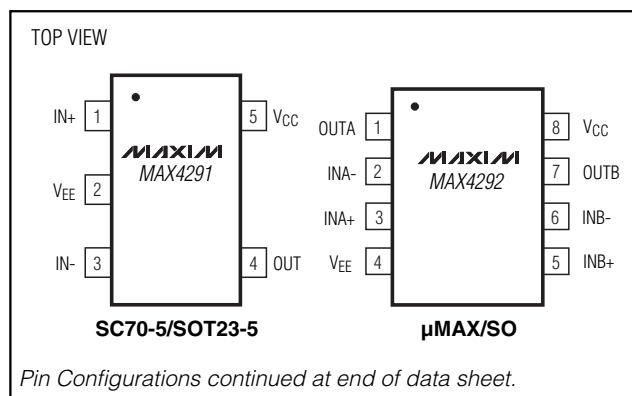 TOP VIEW
IN+ 1
5 VCC
VEE 2
IN- 3
4 OUT
MAXIM
MAX4291
SC70-5/SOT23-5
OUTA 1
8 VCC
INA- 2
7 OUTB
INA+ 3
6 INB-
VEE 4
5 INB+
MAXIM
MAX4292
µMAX/SO
Pin Configurations continued at end of data sheet.